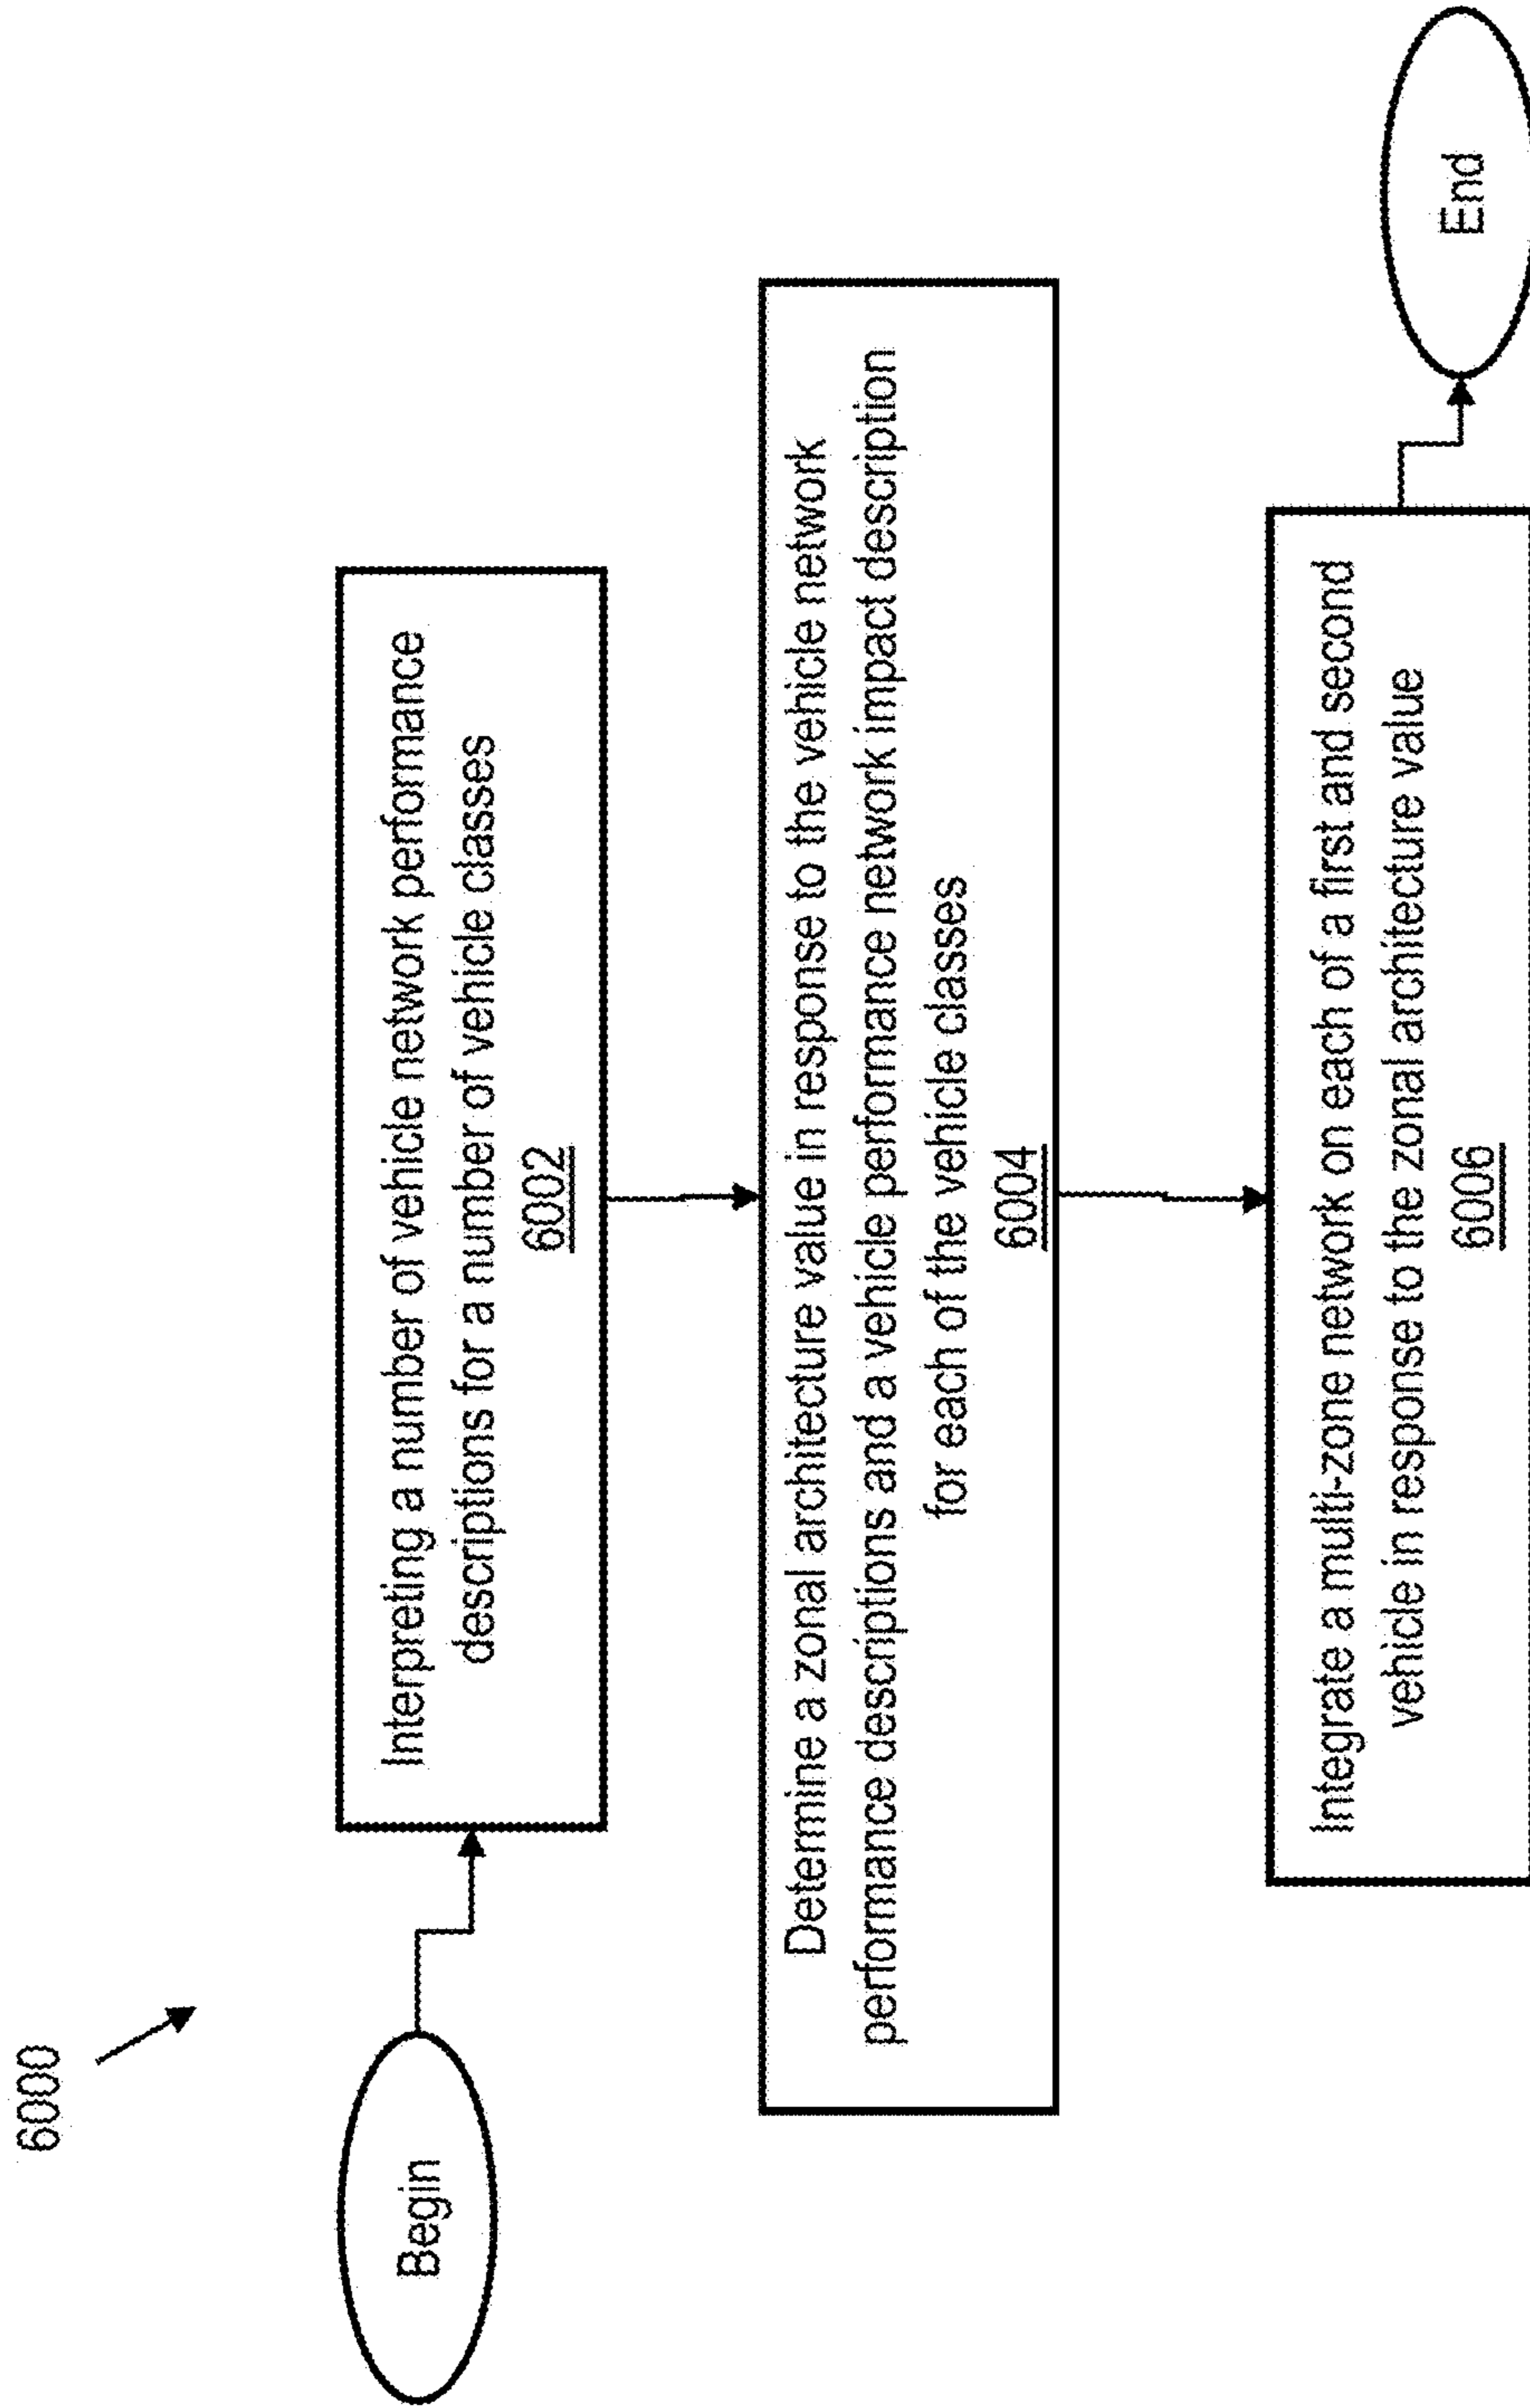 6000
Begin
Interpreting a number of vehicle network performance
descriptions for a number of vehicle classes
6002
Determine a zonal architecture value in response to the vehicle network
performance descriptions and a vehicle performance network impact description
for each of the vehicle classes
6004
Integrate a multi-zone network on each of a first and second
vehicle in response to the zonal architecture value
6006
End